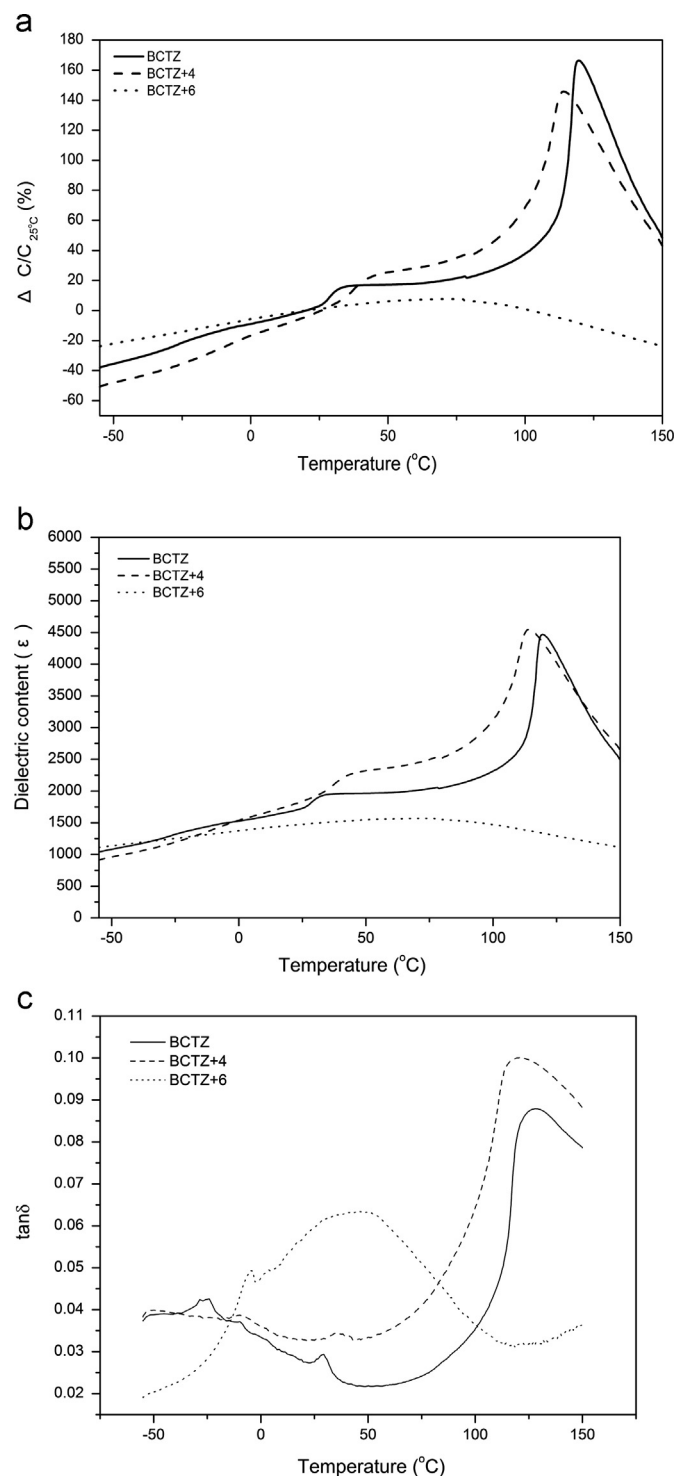 a
180
160
140
120
100
80
60
40
20
0
-20
-40
-60
Δ C/C25°C (%)
BCTZ
BCTZ+4
BCTZ+6
-50 0 50 100 150
Temperature (°C)
b
6000
5500
5000
4500
4000
3500
3000
2500
2000
1500
1000
500
0
Dielectric content ( ε )
BCTZ
BCTZ+4
BCTZ+6
-50 0 50 100 150
Temperature (°C)
c
0.11
0.10
0.09
0.08
0.07
0.06
0.05
0.04
0.03
0.02
tanδ
BCTZ
BCTZ+4
BCTZ+6
-50 0 50 100 150
Temperature (°C)